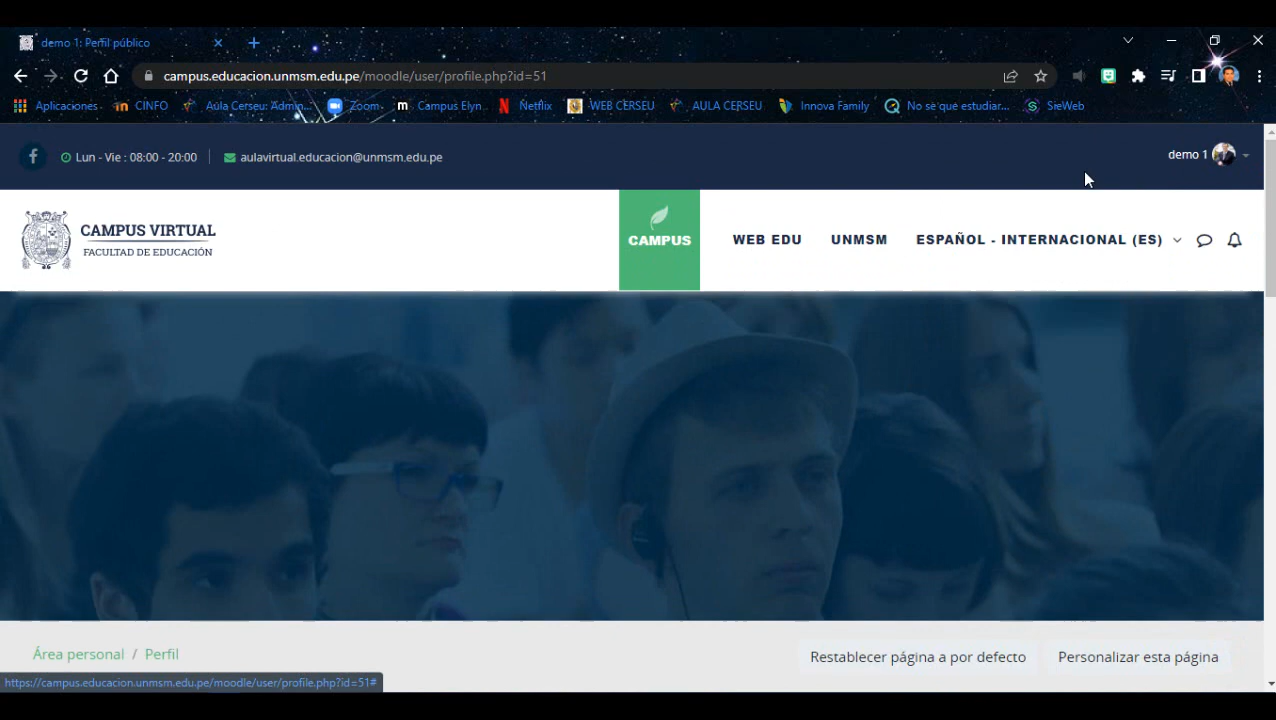 demo 1: Perfil público
campus.educacion.unmsm.edu.pe/moodle/user/profile.php?id=51
Aplicaciones CINFO Aula Cerseu: Admin... Zoom Campus Elyn Netflix WEB CERSEU AULA CERSEU Innova Family No se que estudiar... SieWeb
Lun - Vie : 08:00 - 20:00 aulavirtual.educacion@unmsm.edu.pe demo 1
CAMPUS VIRTUAL
FACULTAD DE EDUCACIÓN
CAMPUS WEB EDU UNMSM ESPAÑOL - INTERNACIONAL (ES)
Área personal / Perfil Restablecer página a por defecto Personalizar esta página
https://campus.educacion.unmsm.edu.pe/moodle/user/profile.php?id=51#